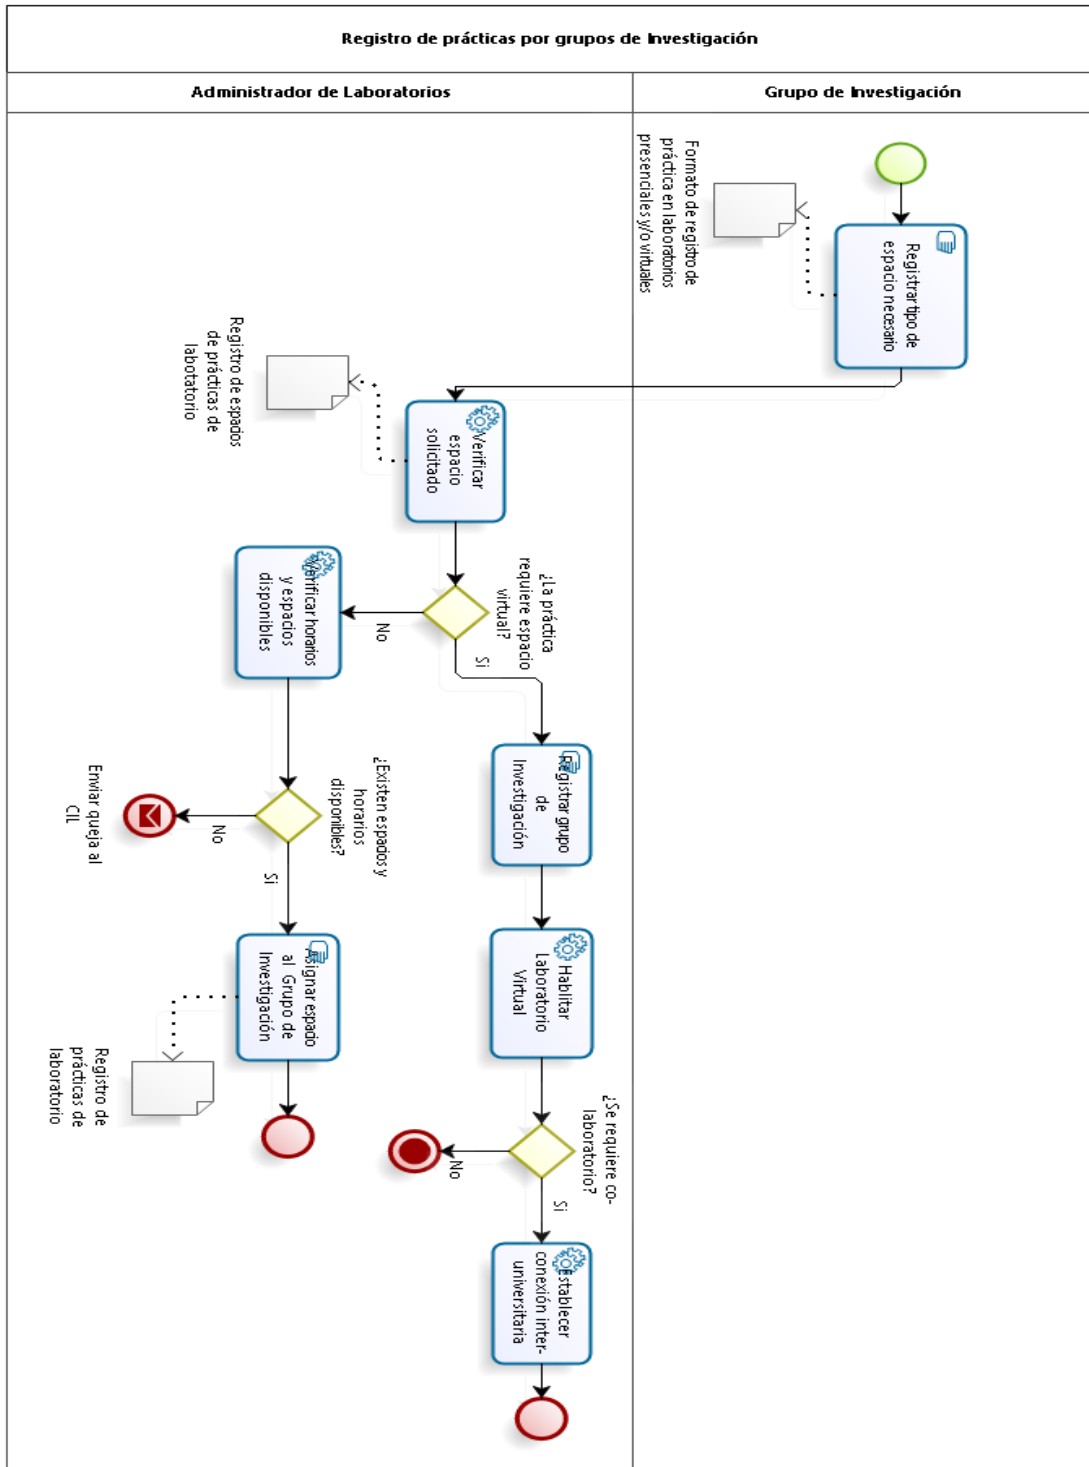 Registro de prácticas por grupos de Investigación
Administrador de Laboratorios
Grupo de Investigación
Formato de registro de
práctica en laboratorios
presenciales y/o virtuales
Registrar tipo de
espacio necesario
Registro de espacios
de prácticas de
labotatorio
Verificar
espacio
solicitado
¿La práctica
requiere espacio
virtual?
No
Si
Verificar horarios
y espacios
disponibles
Registrar grupo
de
Investigación
¿Existen espacios y
horarios
disponibles?
No
Si
Enviar queja al
CIL
Asignar espacio
al Grupo de
Investigación
Habilitar
Laboratorio
Virtual
Registro de
prácticas de
laboratorio
¿Se requiere co-
laboratorio?
No
Si
Establecer
conexión inter-
universitaria